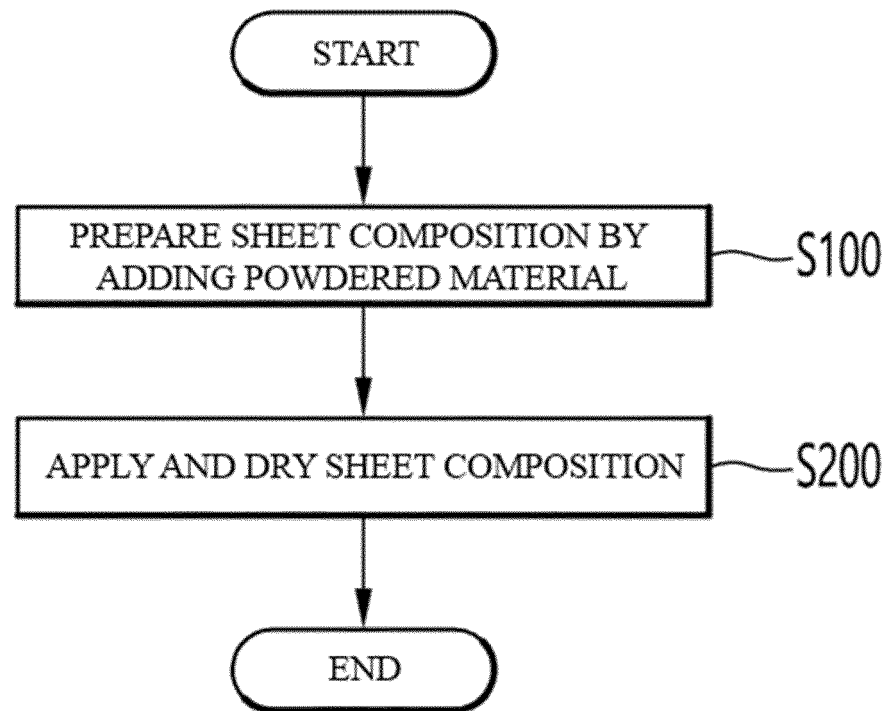 START
PREPARE SHEET COMPOSITION BY
ADDING POWDERED MATERIAL
S100
APPLY AND DRY SHEET COMPOSITION
S200
END